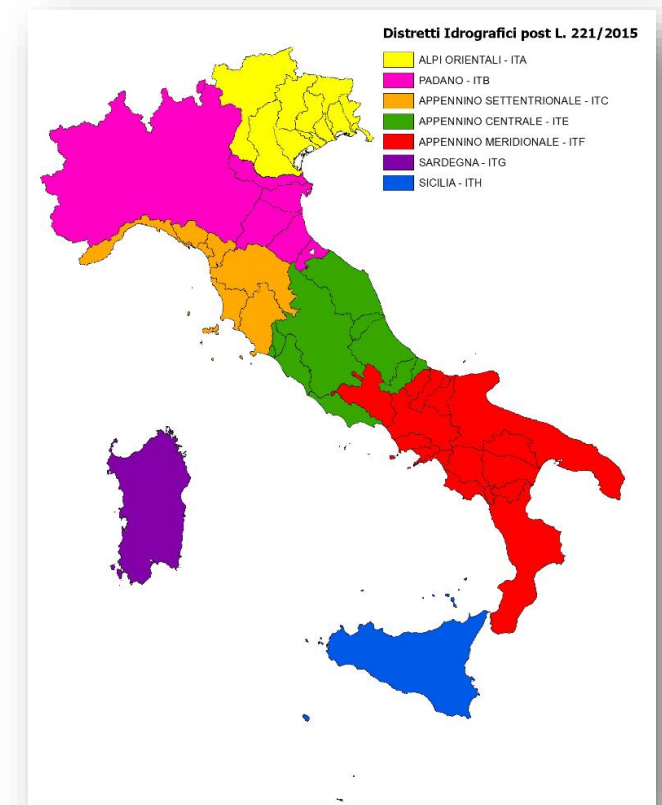 Distretti Idrografici post L. 221/2015
ALPI ORIENTALI - ITA
PADANO - ITB
APPENNINO SETTENTRIONALE - ITC
APPENNINO CENTRALE - ITE
APPENNINO MERIDIONALE - ITF
SARDEGNA - ITG
SICILIA - ITH